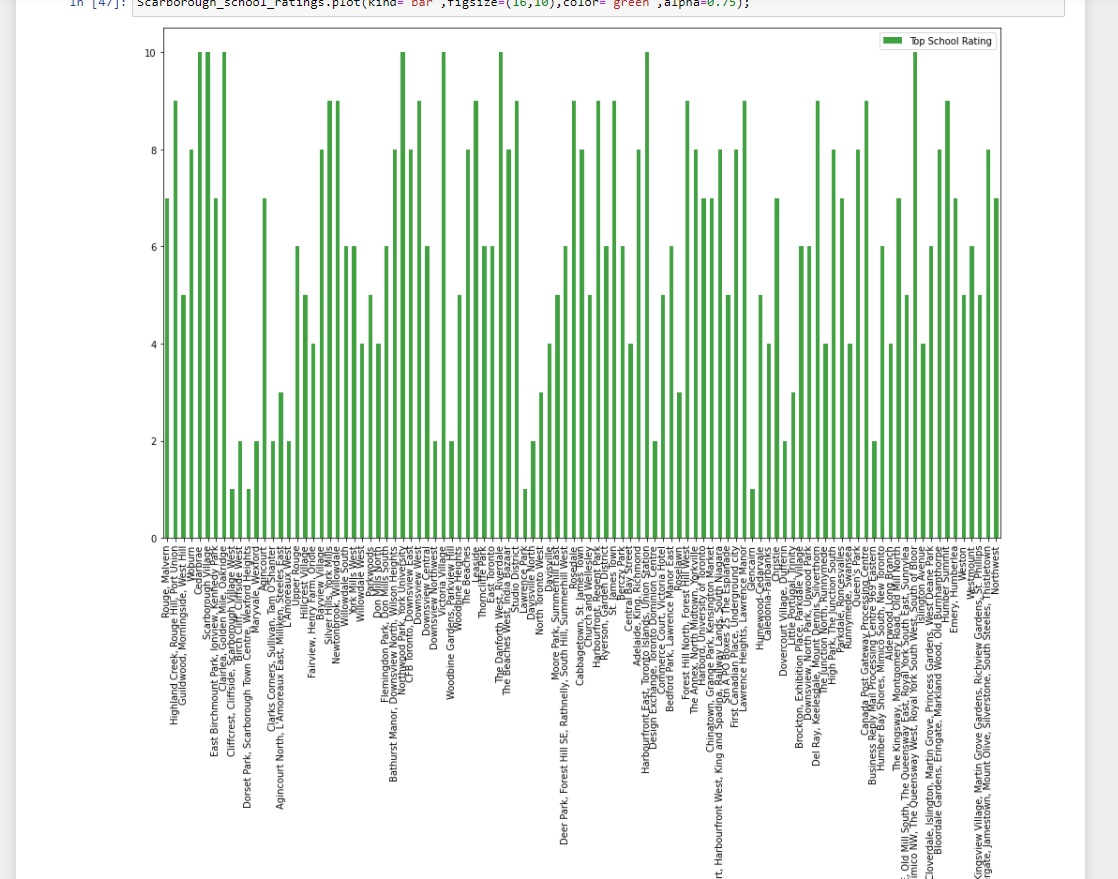 In [47]: Scarborough_school_ratings.plot(kind='bar',figsize=(16,10),color='green',alpha=0.75);
Top School Rating
10
8
6
4
2
0
Rouge, Malvern
Highland Creek, Rouge Hill, Port Union
Guildwood, Morningside, West Hill
Woburn
Cedarbrae
Scarborough Village
East Birchmount Park, Ionview, Kennedy Park
Clairlea, Golden Mile, Oakridge
Cliffcrest, Cliffside, Scarborough Village West
Birch Cliff, Cliffside West
Dorset Park, Scarborough Town Centre, Wexford Heights
Maryvale, Wexford
Agincourt
Clarks Corners, Sullivan, Tam O'Shanter
Agincourt North, L'Amoreaux East, Milliken, Steeles East
L'Amoreaux West
Upper Rouge
Hillcrest Village
Fairview, Henry Farm, Oriole
Bayview Village
Silver Hills, York Mills
Newtonbrook, Willowdale
Willowdale South
York Mills West
Willowdale West
Parkwoods
Don Mills North
Flemingdon Park, Don Mills South
Bathurst Manor, Downsview North, Wilson Heights
Northwood Park, York University
CFB Toronto, Downsview East
Downsview West
Downsview Central
Downsview Northwest
Victoria Village
Woodbine Gardens, Parkview Hill
Woodbine Heights
The Beaches
Leaside
Thorncliffe Park
East Toronto
The Danforth West, Riverdale
The Beaches West, India Bazaar
Studio District
Lawrence Park
Davisville North
North Toronto West
Davisville
Moore Park, Summerhill East
Deer Park, Forest Hill SE, Rathnelly, South Hill, Summerhill West
Rosedale
Cabbagetown, St. James Town
Church and Wellesley
Harbourfront, Regent Park
Ryerson, Garden District
St. James Town
Berczy Park
Central Bay Street
Adelaide, King, Richmond
Harbourfront East, Toronto Islands, Union Station
Design Exchange, Toronto Dominion Centre
Commerce Court, Victoria Hotel
Bedford Park, Lawrence Manor East
Roselawn
Forest Hill North, Forest Hill West
The Annex, North Midtown, Yorkville
Harbord, University of Toronto
Chinatown, Grange Park, Kensington Market
rt, Harbourfront West, King and Spadina, Railway Lands, South Niagara
Stn A PO Boxes 25 The Esplanade
First Canadian Place, Underground city
Lawrence Heights, Lawrence Manor
Glencairn
Humewood-Cedarvale
Caledonia-Fairbanks
Christie
Dovercourt Village, Dufferin
Little Portugal, Trinity
Brockton, Exhibition Place, Parkdale Village
Downsview, North Park, Upwood Park
Del Ray, Keelesdale, Mount Dennis, Silverthorn
The Junction North, Runnymede
High Park, The Junction South
Parkdale, Roncesvalles
Runnymede, Swansea
Queen's Park
Canada Post Gateway Processing Centre
Business Reply Mail Processing Centre 969 Eastern
Humber Bay Shores, Mimico South, New Toronto
Alderwood, Long Branch
The Kingsway, Montgomery Road, Old Mill North
, Old Mill South, The Queensway East, Royal York South East, Sunnylea
imico NW, The Queensway West, Royal York South West, South of Bloor
Islington Avenue
Cloverdale, Islington, Martin Grove, Princess Gardens, West Deane Park
Bloordale Gardens, Eringate, Markland Wood, Old Burnhamthorpe
Humber Summit
Emery, Humberlea
Weston
Westmount
Kingsview Village, Martin Grove Gardens, Richview Gardens, St. Phillips
rgate, Jamestown, Mount Olive, Silverstone, South Steeles, Thistletown
Northwest